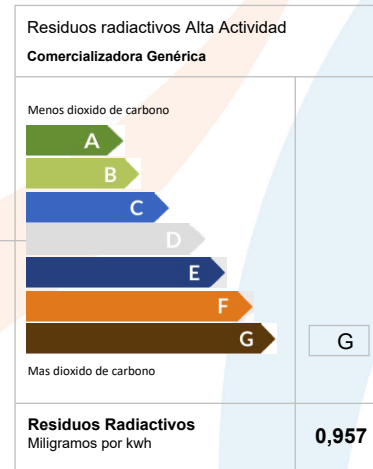 Residuos radiactivos Alta Actividad
Comercializadora Genérica
Menos dioxido de carbono
A
B
C
D
E
F
G
G
Mas dioxido de carbono
Residuos Radiactivos
Miligramos por kwh
0,957